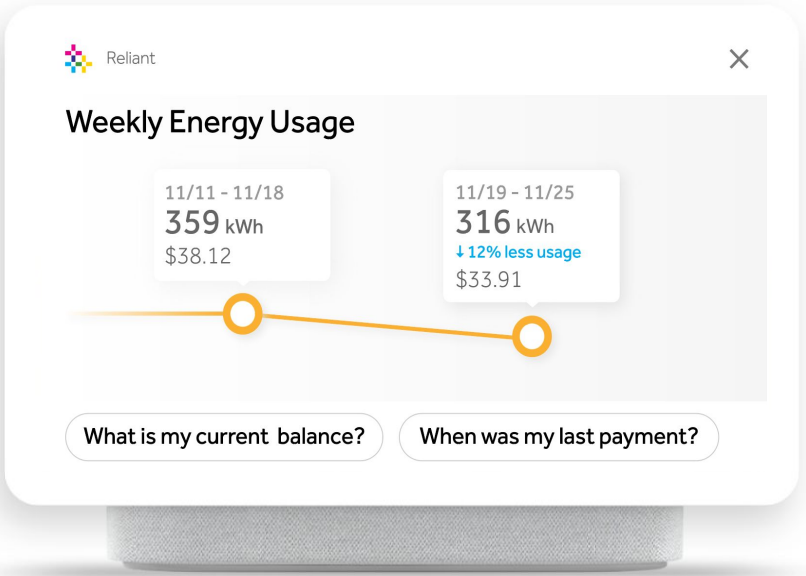 Reliant
Weekly Energy Usage
11/11 - 11/18
359 kWh
$38.12
11/19 - 11/25
316 kWh
↓12% less usage
$33.91
What is my current balance?
When was my last payment?